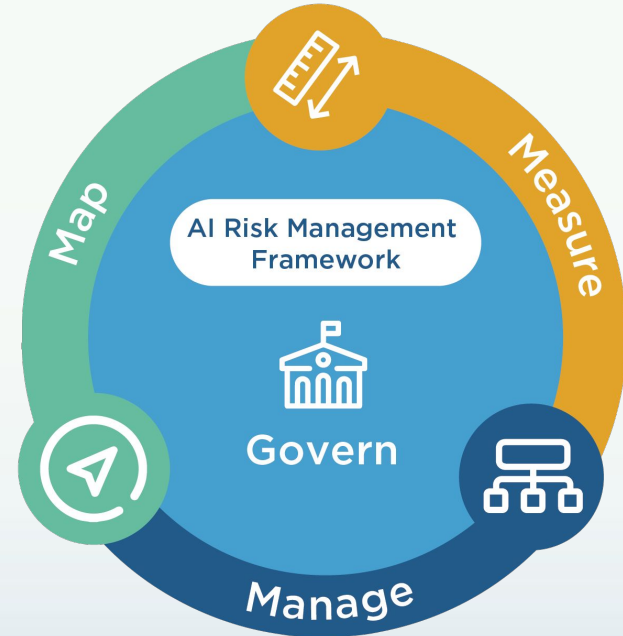 Map
Measure
AI Risk Management
Framework
Govern
Manage